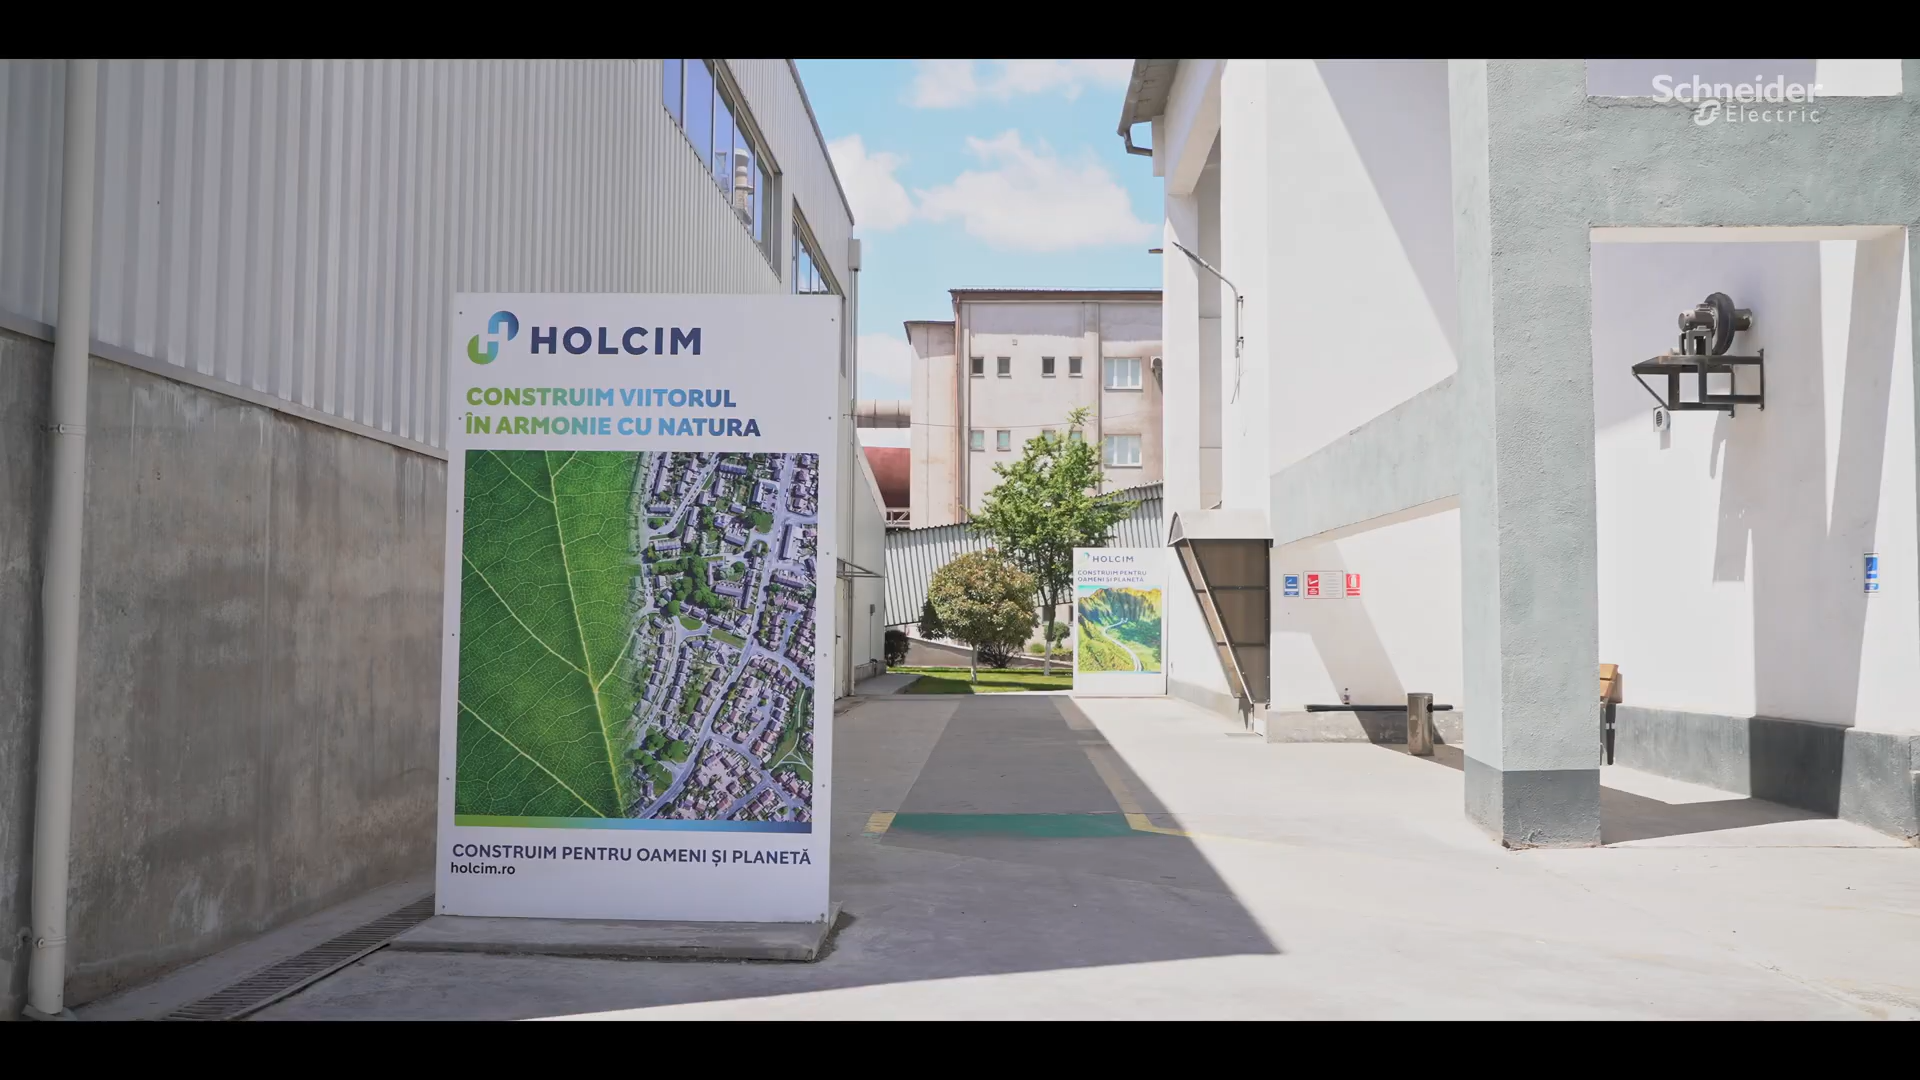 Schneider
Electric
HOLCIM
CONSTRUIM VIITORUL
ÎN ARMONIE CU NATURA
CONSTRUIM PENTRU OAMENI ȘI PLANETĂ
holcim.ro
HOLCIM
CONSTRUIM PENTRU
OAMENI ȘI PLANETĂ